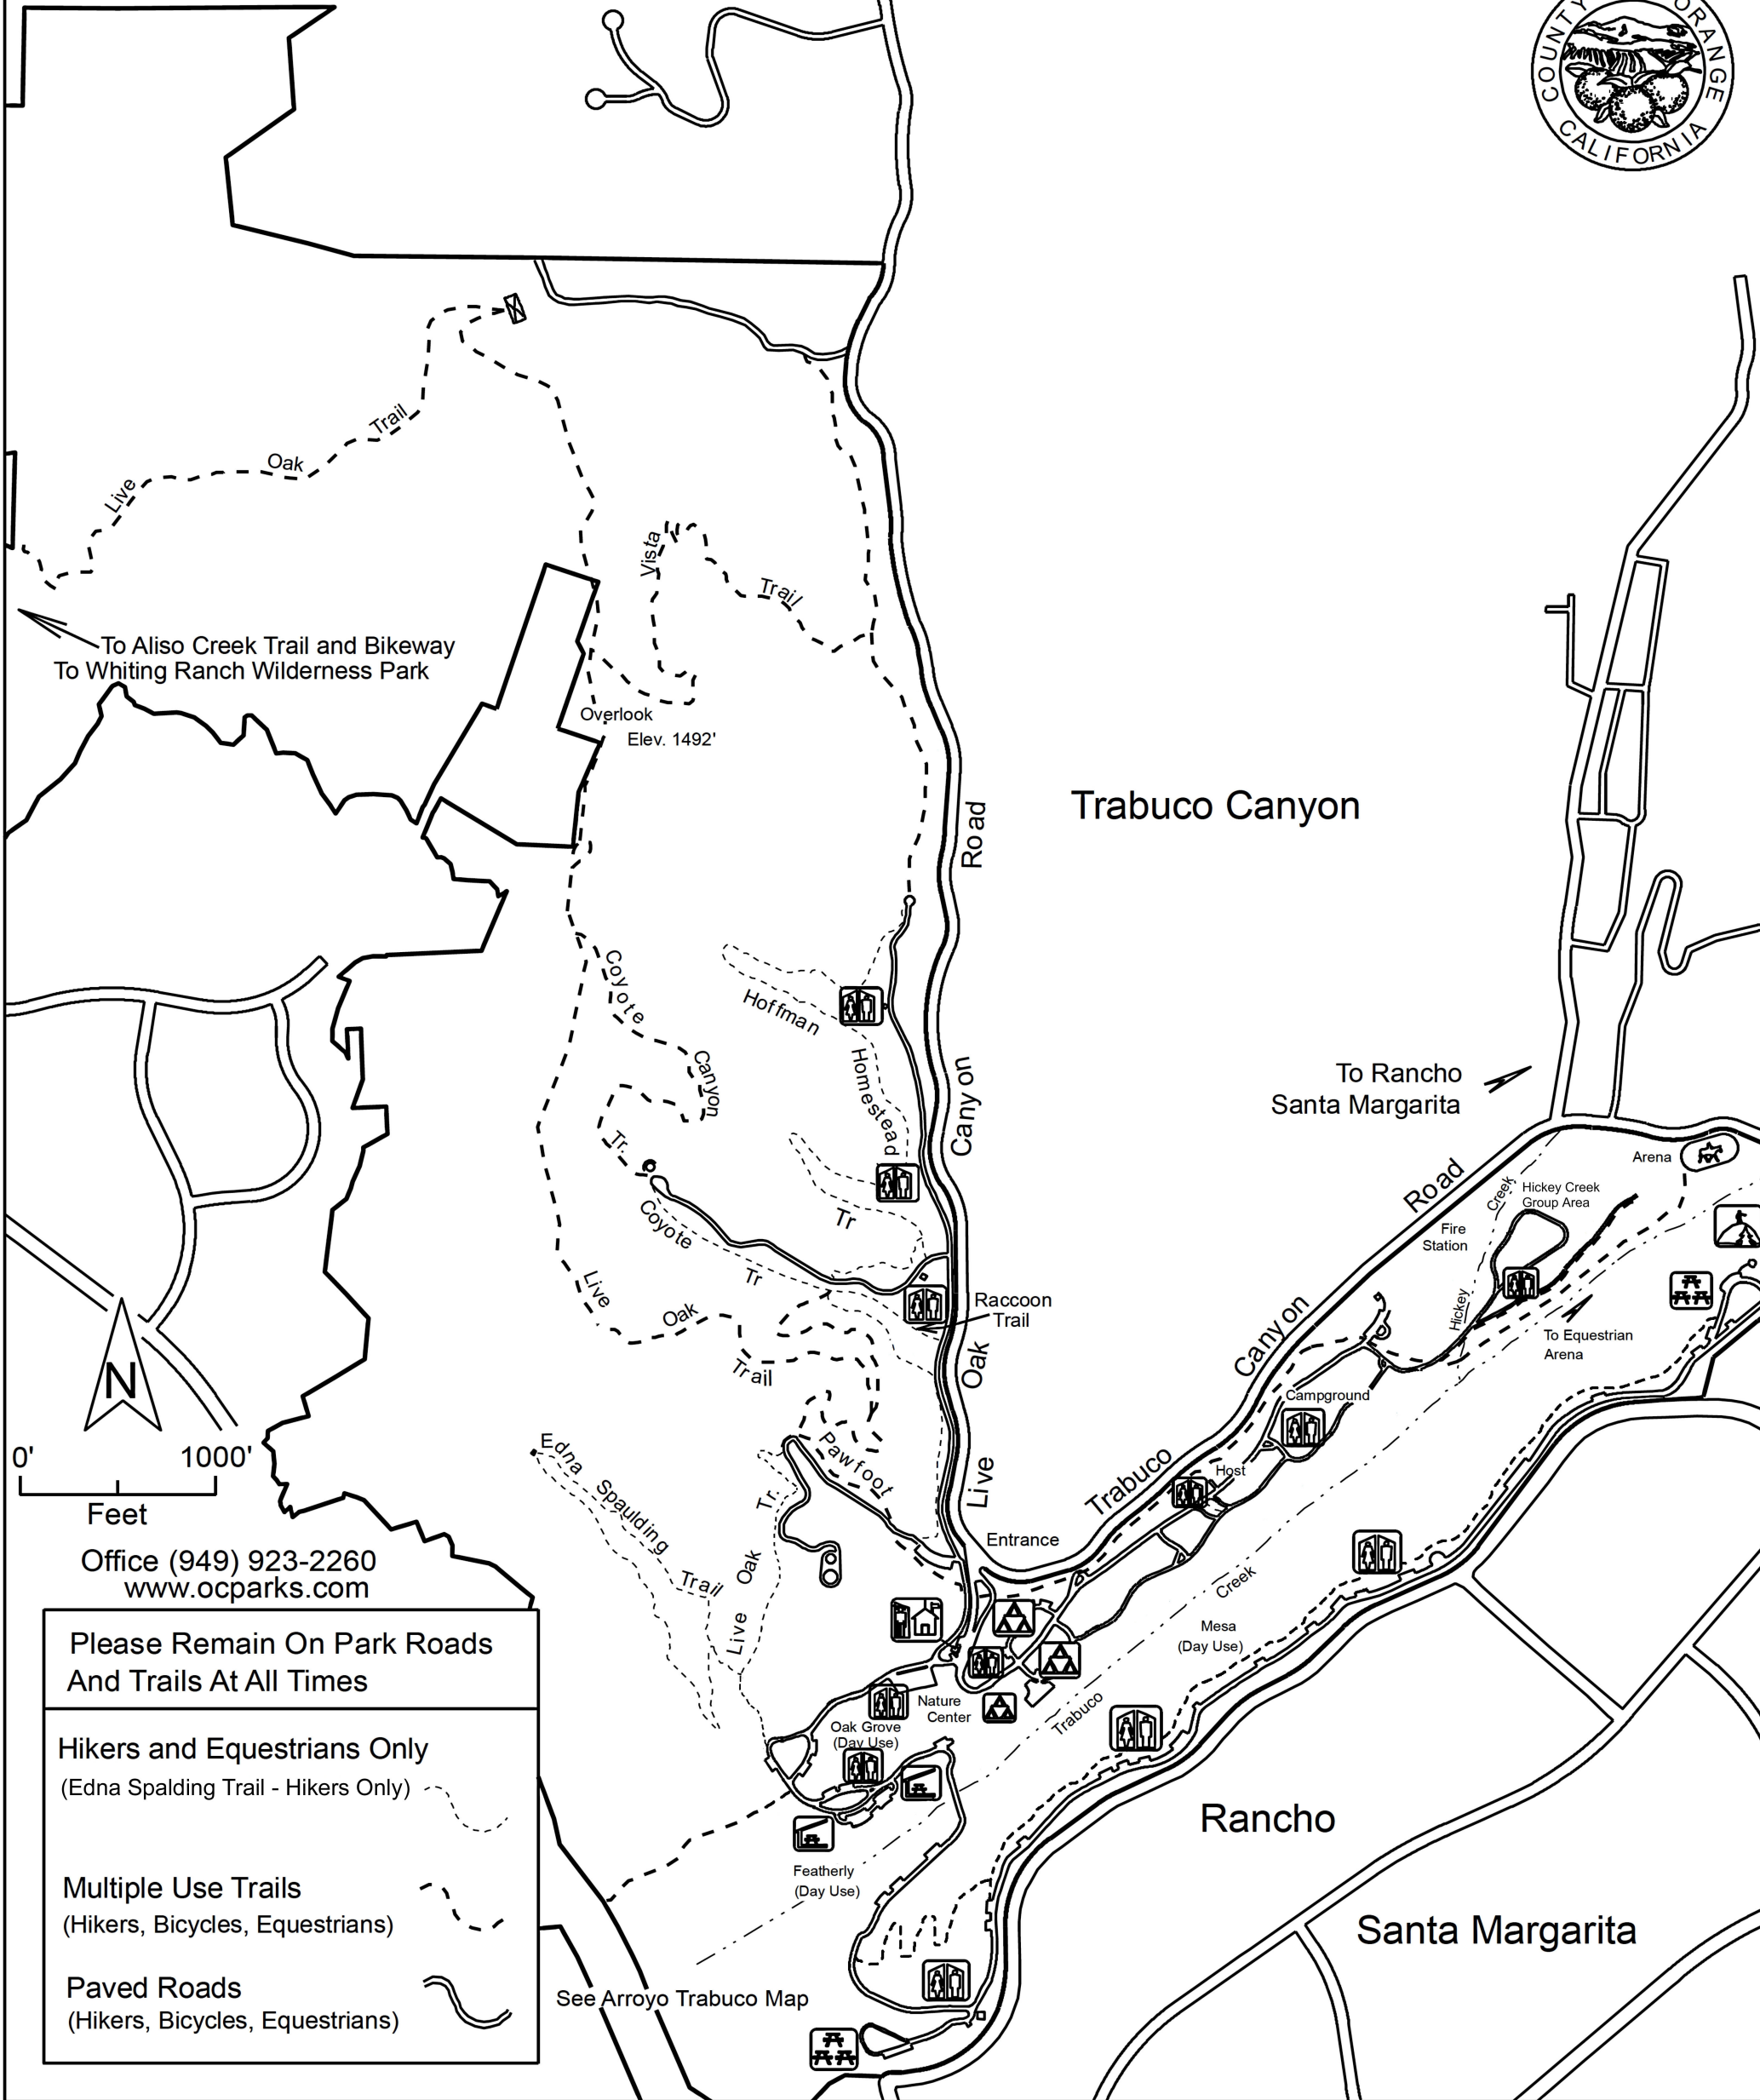 COUNTY
ORANGE
CALIFORNIA
Live Oak Trail
Vista Trail
To Aliso Creek Trail and Bikeway
To Whiting Ranch Wilderness Park
Overlook
Elev. 1492'
Trabuco Canyon
Live Oak Canyon Road
Coyote Canyon Tr.
Hoffman Homestead Tr
To Rancho
Santa Margarita
Arena
Hickey Creek
Group Area
Hickey Creek
Fire
Station
Trabuco Canyon Road
Coyote Tr
Raccoon
Trail
To Equestrian
Arena
Live Oak Trail
Campground
Pawfoot
Host
N
0' 1000'
Feet
Edna Spaulding Trail
Live Oak Tr.
Entrance
Office (949) 923-2260
www.ocparks.com
Trabuco Creek
Mesa
(Day Use)
Please Remain On Park Roads
And Trails At All Times
Nature
Center
Oak Grove
(Day Use)
Hikers and Equestrians Only
(Edna Spalding Trail - Hikers Only)
Rancho
Santa Margarita
Featherly
(Day Use)
Multiple Use Trails
(Hikers, Bicycles, Equestrians)
Paved Roads
(Hikers, Bicycles, Equestrians)
See Arroyo Trabuco Map